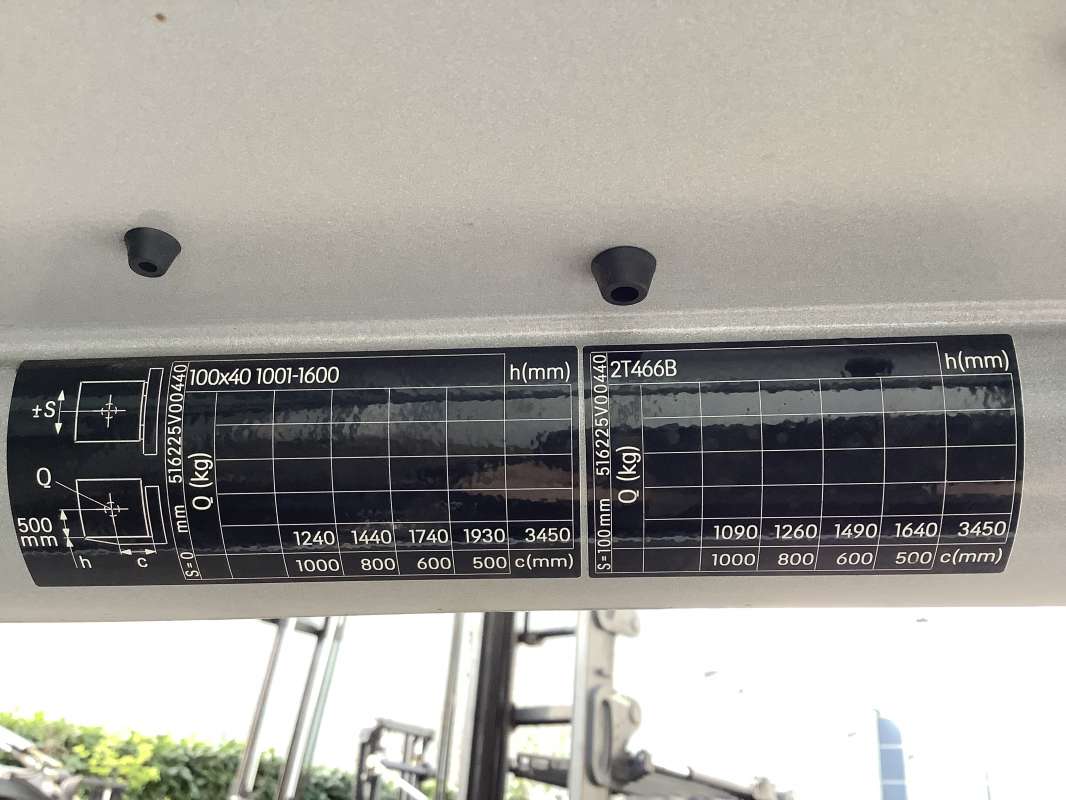 ±S
Q
500
mm
h
c
516225V00440
S=0 mm
100x40 1001-1600
h(mm)
Q (kg)
1240 1440 1740 1930 3450
1000 800 600 500 c(mm)
516225V00440
S=100mm
2T466B
h(mm)
Q (kg)
1090 1260 1490 1640 3450
1000 800 600 500 c(mm)